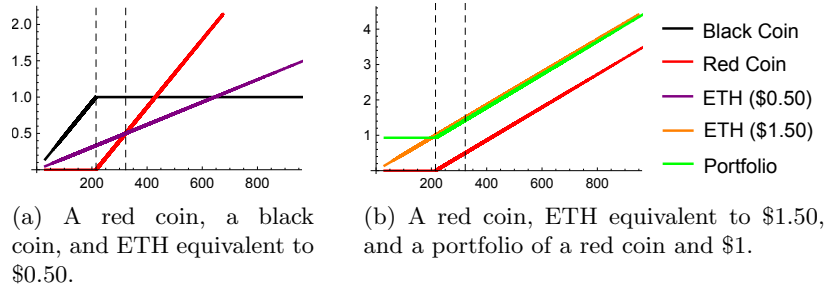 2.0
1.5
1.0
0.5
200 400 600 800
4
3
2
1
0
200 400 600 800
Black Coin
Red Coin
ETH ($0.50)
ETH ($1.50)
Portfolio
(a) A red coin, a black
coin, and ETH equivalent to
$0.50.
(b) A red coin, ETH equivalent to $1.50,
and a portfolio of a red coin and $1.